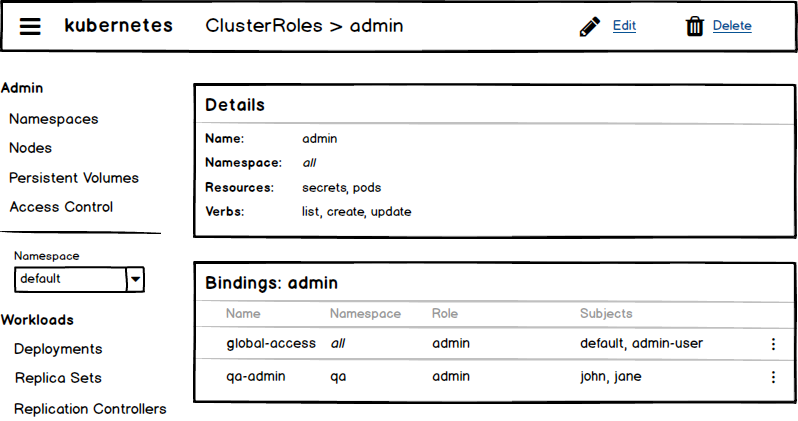 kubernetes ClusterRoles > admin Edit Delete
Admin
Namespaces
Nodes
Persistent Volumes
Access Control
Namespace
default
Workloads
Deployments
Replica Sets
Replication Controllers
Details
Name: admin
Namespace: all
Resources: secrets, pods
Verbs: list, create, update
Bindings: admin
Name Namespace Role Subjects
global-access all admin default, admin-user
qa-admin qa admin john, jane